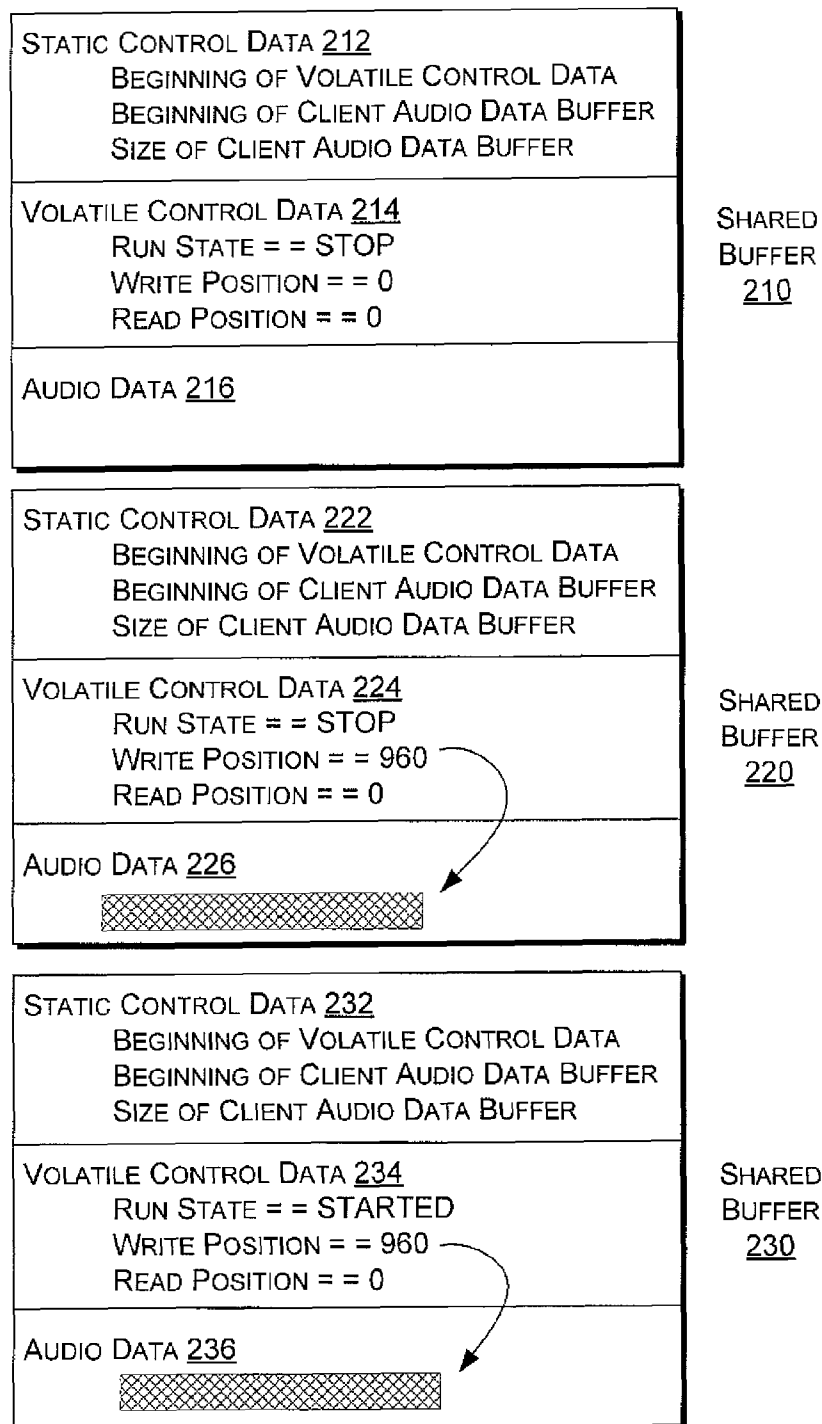 STATIC CONTROL DATA 212
BEGINNING OF VOLATILE CONTROL DATA
BEGINNING OF CLIENT AUDIO DATA BUFFER
SIZE OF CLIENT AUDIO DATA BUFFER
VOLATILE CONTROL DATA 214
RUN STATE = = STOP
WRITE POSITION = = 0
READ POSITION = = 0
AUDIO DATA 216
SHARED
BUFFER
210
STATIC CONTROL DATA 222
BEGINNING OF VOLATILE CONTROL DATA
BEGINNING OF CLIENT AUDIO DATA BUFFER
SIZE OF CLIENT AUDIO DATA BUFFER
VOLATILE CONTROL DATA 224
RUN STATE = = STOP
WRITE POSITION = = 960
READ POSITION = = 0
AUDIO DATA 226
SHARED
BUFFER
220
STATIC CONTROL DATA 232
BEGINNING OF VOLATILE CONTROL DATA
BEGINNING OF CLIENT AUDIO DATA BUFFER
SIZE OF CLIENT AUDIO DATA BUFFER
VOLATILE CONTROL DATA 234
RUN STATE = = STARTED
WRITE POSITION = = 960
READ POSITION = = 0
AUDIO DATA 236
SHARED
BUFFER
230